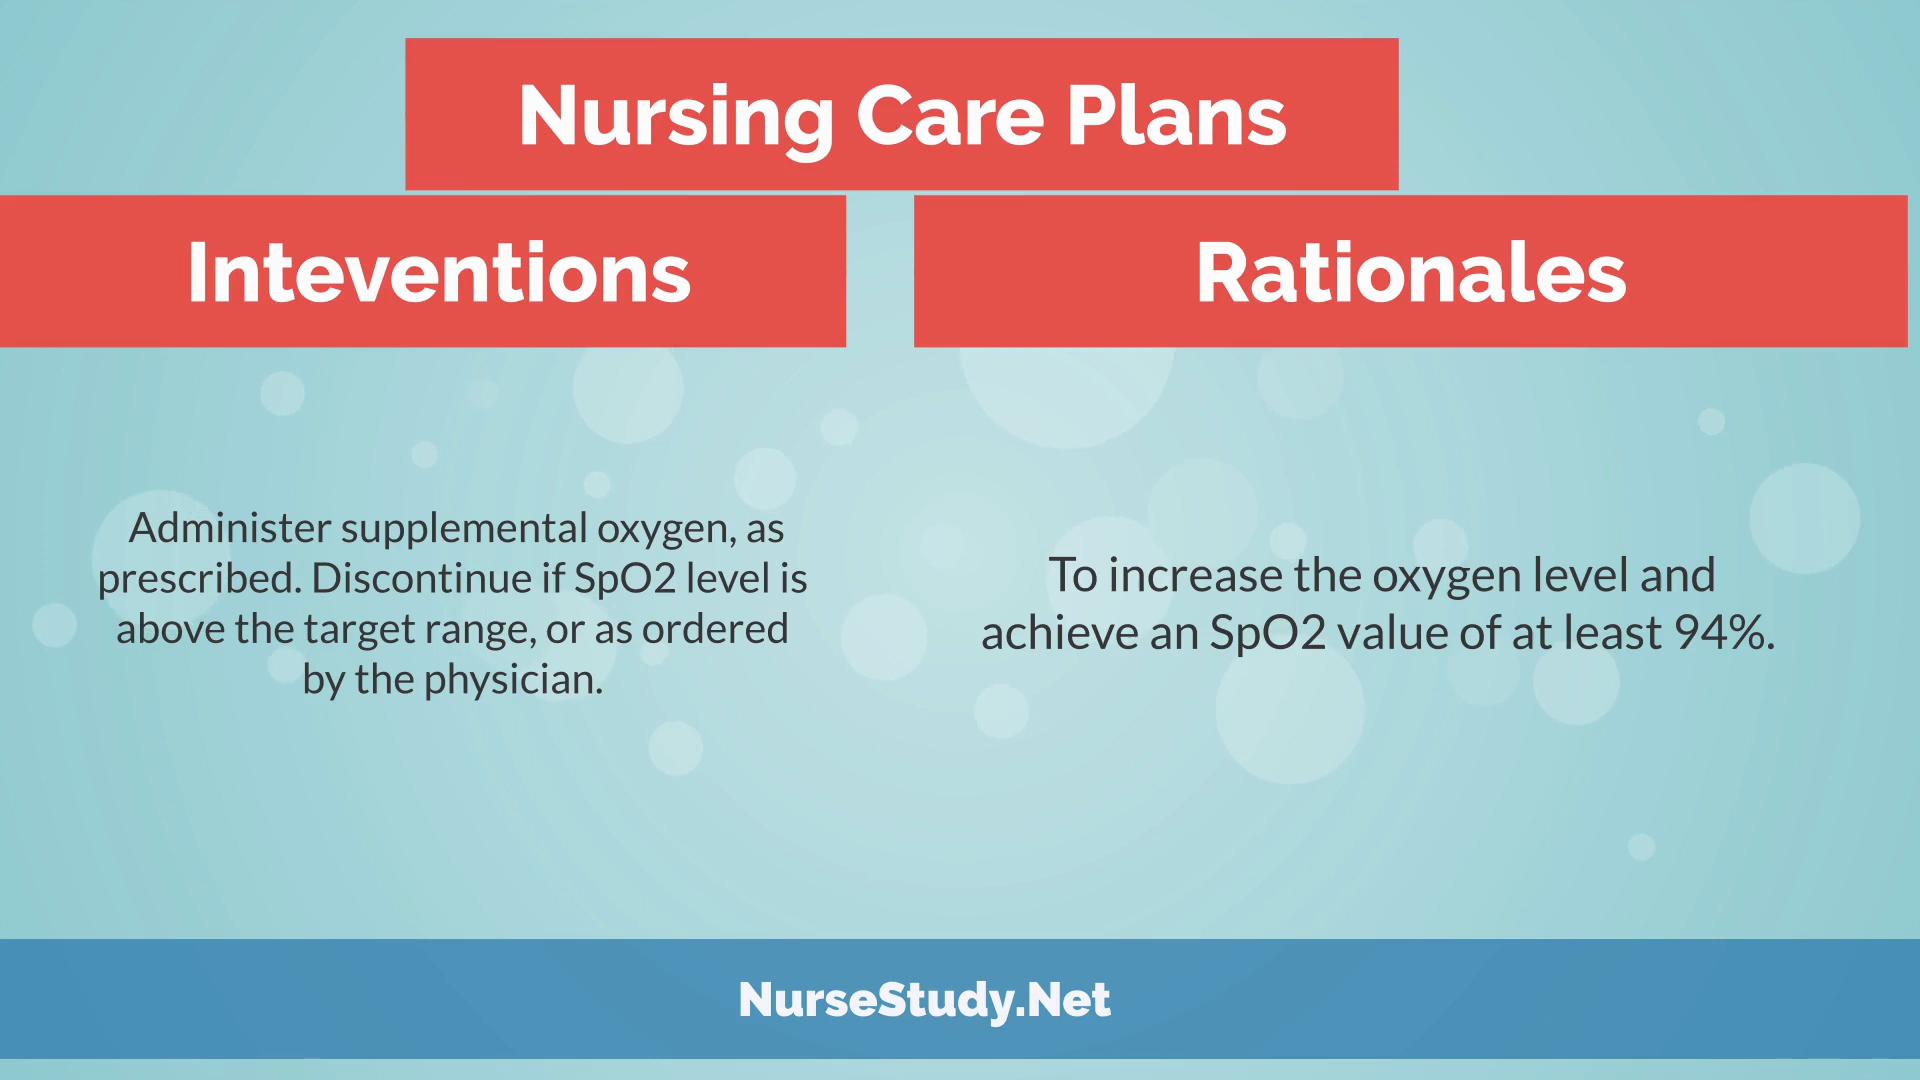 Nursing Care Plans
Inteventions
Rationales
Administer supplemental oxygen, as
prescribed. Discontinue if SpO2 level is
above the target range, or as ordered
by the physician.
To increase the oxygen level and
achieve an SpO2 value of at least 94%.
NurseStudy.Net